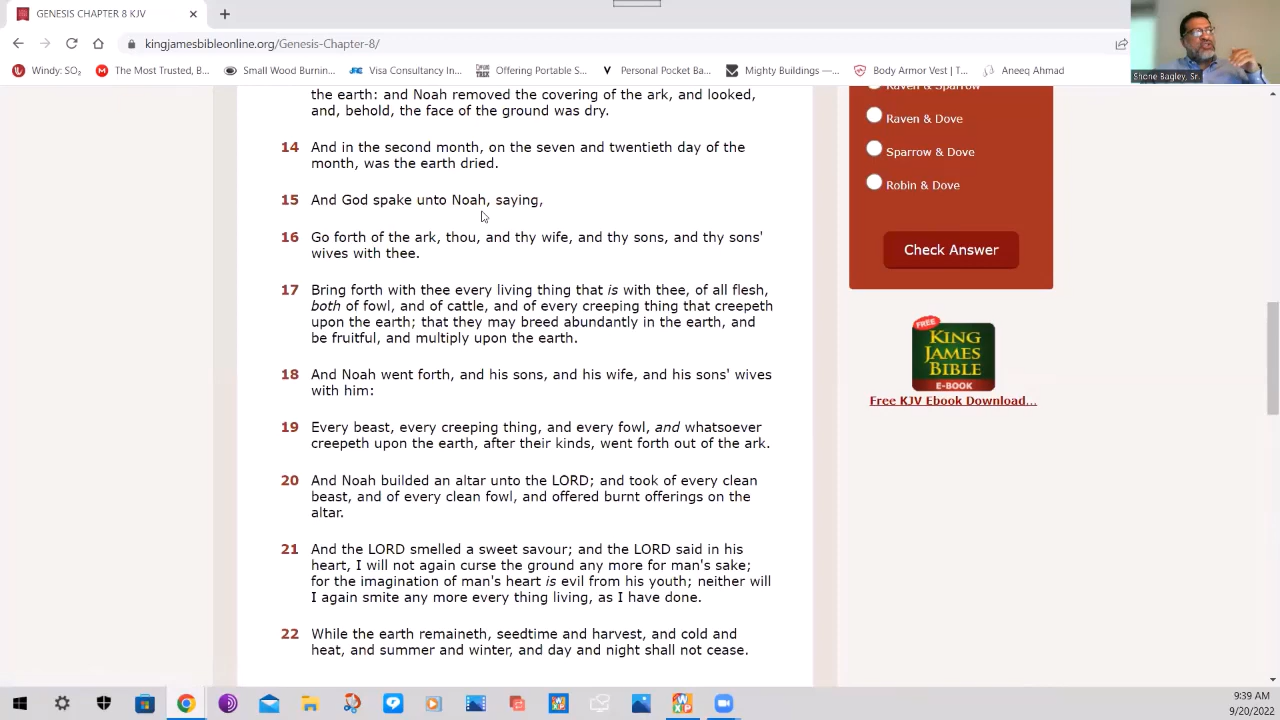 GENESIS CHAPTER 8 KJV
kingjamesbibleonline.org/Genesis-Chapter-8/
Windy: SO₂ The Most Trusted, B... Small Wood Burnin... Visa Consultancy In... Offering Portable S... Personal Pocket Ba... Mighty Buildings —... Body Armor Vest | T... Aneeq Ahmad
Shane Bagley, Sr.
the earth: and Noah removed the covering of the ark, and looked,
and, behold, the face of the ground was dry.
14 And in the second month, on the seven and twentieth day of the
month, was the earth dried.
15 And God spake unto Noah, saying,
16 Go forth of the ark, thou, and thy wife, and thy sons, and thy sons'
wives with thee.
17 Bring forth with thee every living thing that is with thee, of all flesh,
both of fowl, and of cattle, and of every creeping thing that creepeth
upon the earth; that they may breed abundantly in the earth, and
be fruitful, and multiply upon the earth.
18 And Noah went forth, and his sons, and his wife, and his sons' wives
with him:
19 Every beast, every creeping thing, and every fowl, and whatsoever
creepeth upon the earth, after their kinds, went forth out of the ark.
20 And Noah builded an altar unto the LORD; and took of every clean
beast, and of every clean fowl, and offered burnt offerings on the
altar.
21 And the LORD smelled a sweet savour; and the LORD said in his
heart, I will not again curse the ground any more for man's sake;
for the imagination of man's heart is evil from his youth; neither will
I again smite any more every thing living, as I have done.
22 While the earth remaineth, seedtime and harvest, and cold and
heat, and summer and winter, and day and night shall not cease.
Raven & Sparrow
Raven & Dove
Sparrow & Dove
Robin & Dove
Check Answer
FREE
KING
JAMES
BIBLE
E-BOOK
Free KJV Ebook Download...
9:39 AM
9/20/2022